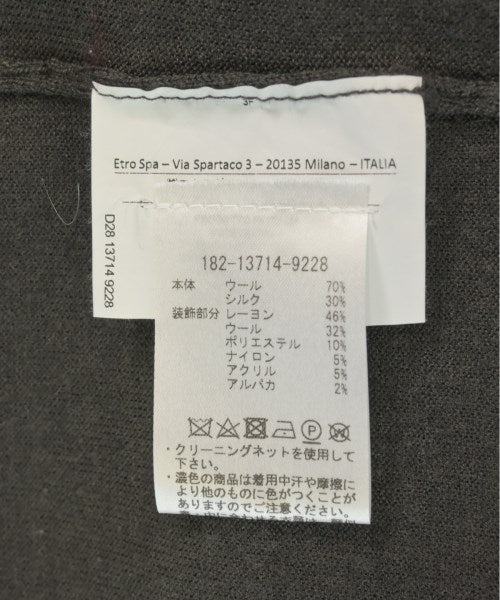 Etro Spa – Via Spartaco 3 – 20135 Milano – ITALIA
D28 13714 9228
182-13714-9228
本体 ウール 70%
シルク 30%
装飾部分 レーヨン 46%
ウール 32%
ポリエステル 10%
ナイロン 5%
アクリル 5%
アルパカ 2%
・クリーニングネットを使用して
下さい。
・濃色の商品は着用中汗や摩擦に
より他のものに色がつくことが
ありますのでご注意ください。